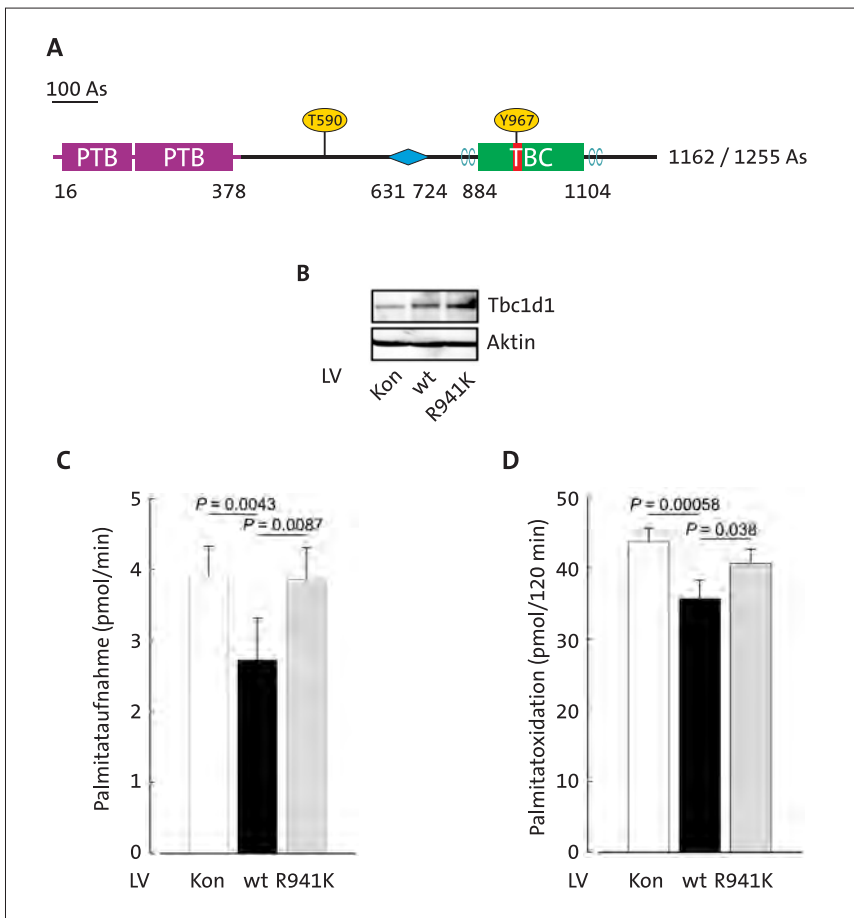 A
100 As
T590
Y967
PTB
PTB
TBC
1162 / 1255 As
16
378
631
724
884
1104
B
Tbc1d1
Aktin
LV
Kon
wt
R941K
C
5
4
3
2
1
0
Palmitataufnahme (pmol/min)
P = 0.0043
P = 0.0087
LV
Kon
wt
R941K
D
50
40
30
20
10
0
Palmitatoxidation (pmol/120 min)
P = 0.00058
P = 0.038
LV
Kon
wt
R941K